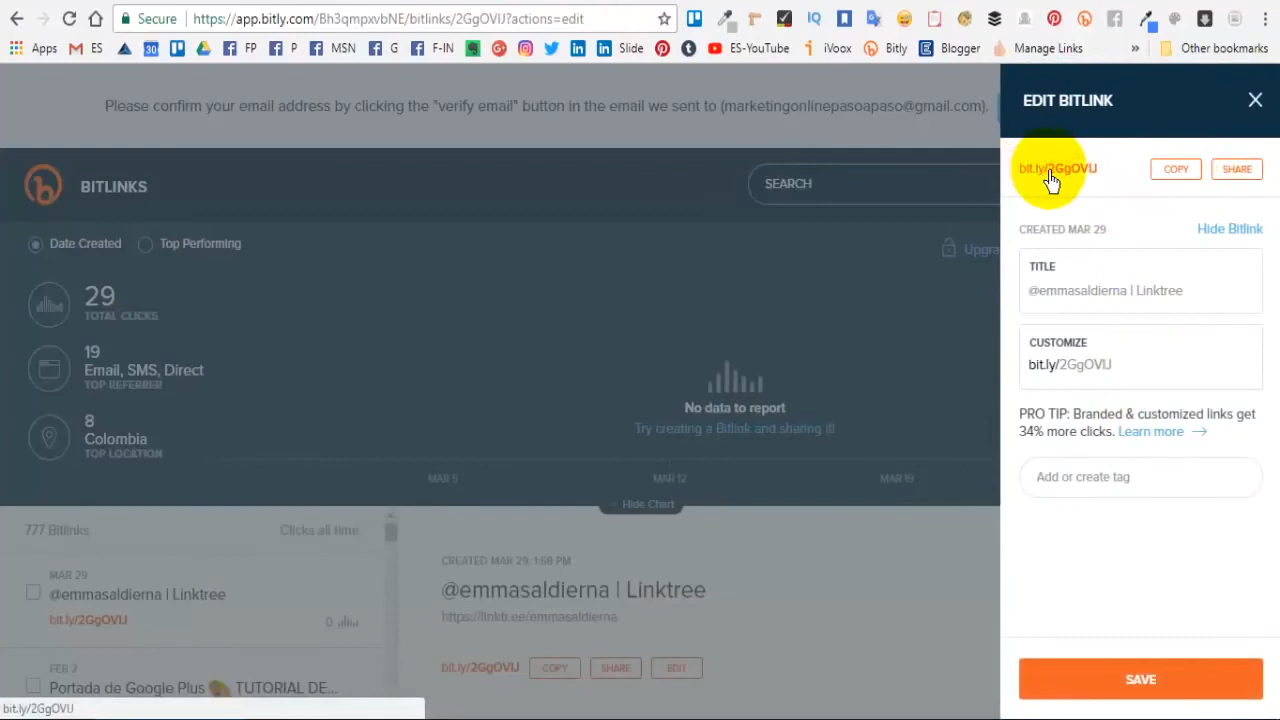 Secure https://app.bitly.com/Bh3qmpxvbNE/bitlinks/2GgOVIJ?actions=edit
Apps ES FP P MSN G F-IN Slide ES-YouTube iVoox Bitly Blogger Manage Links » Other bookmarks
Please confirm your email address by clicking the "verify email" button in the email we sent to (marketingonlinepasoapaso@gmail.com).
EDIT BITLINK
bit.ly/2GgOVIJ COPY SHARE
BITLINKS
SEARCH
Date Created Top Performing
Upgra
29
TOTAL CLICKS
19
Email, SMS, Direct
TOP REFERRER
8
Colombia
TOP LOCATION
No data to report
Try creating a Bitlink and sharing it!
MAR 5 MAR 12 MAR 19
Hide Chart
CREATED MAR 29 Hide Bitlink
TITLE
@emmasaldierna | Linktree
CUSTOMIZE
bit.ly/2GgOVIJ
PRO TIP: Branded & customized links get
34% more clicks. Learn more →
Add or create tag
SAVE
777 Bitlinks Clicks all time
MAR 29
@emmasaldierna | Linktree
bit.ly/2GgOVIJ 0
FEB 2
Portada de Google Plus 🎨 TUTORIAL DE...
CREATED MAR 29, 1:58 PM
@emmasaldierna | Linktree
https://linktr.ee/emmasaldierna
bit.ly/2GgOVIJ COPY SHARE EDIT
bit.ly/2GgOVIJ